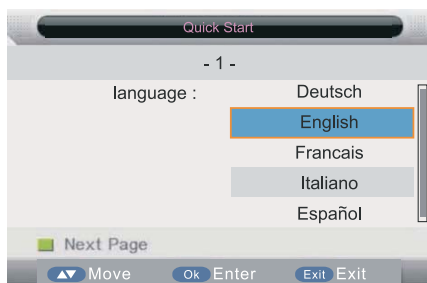 Quick Start
- 1 -
language : Deutsch
English
Francais
Italiano
Español
Next Page
Move Ok Enter Exit Exit